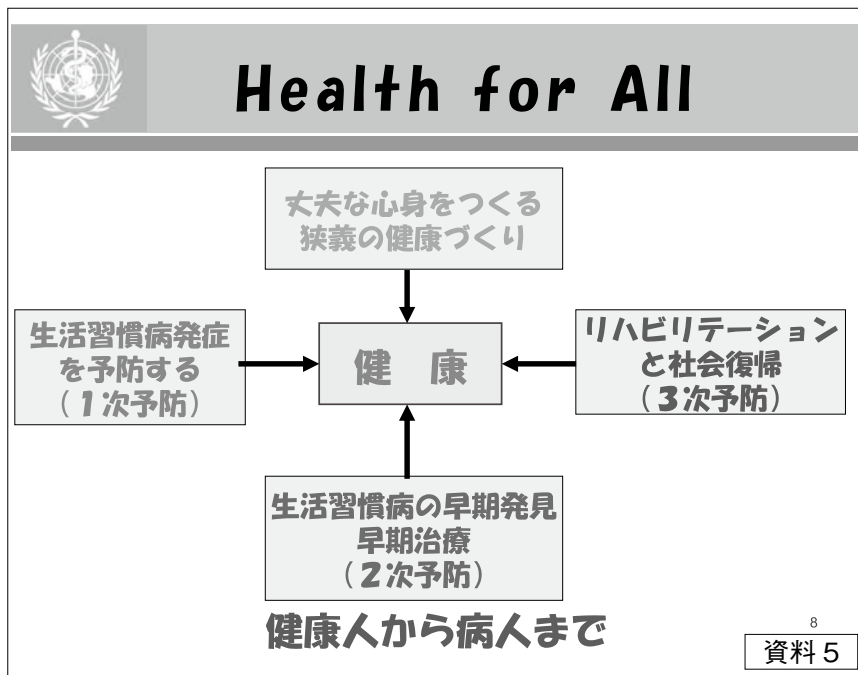 Health for All
丈夫な心身をつくる
狭義の健康づくり
生活習慣病発症
を予防する
（１次予防）
健　康
リハビリテーション
と社会復帰
（３次予防）
生活習慣病の早期発見
早期治療
（２次予防）
健康人から病人まで
8
資料５